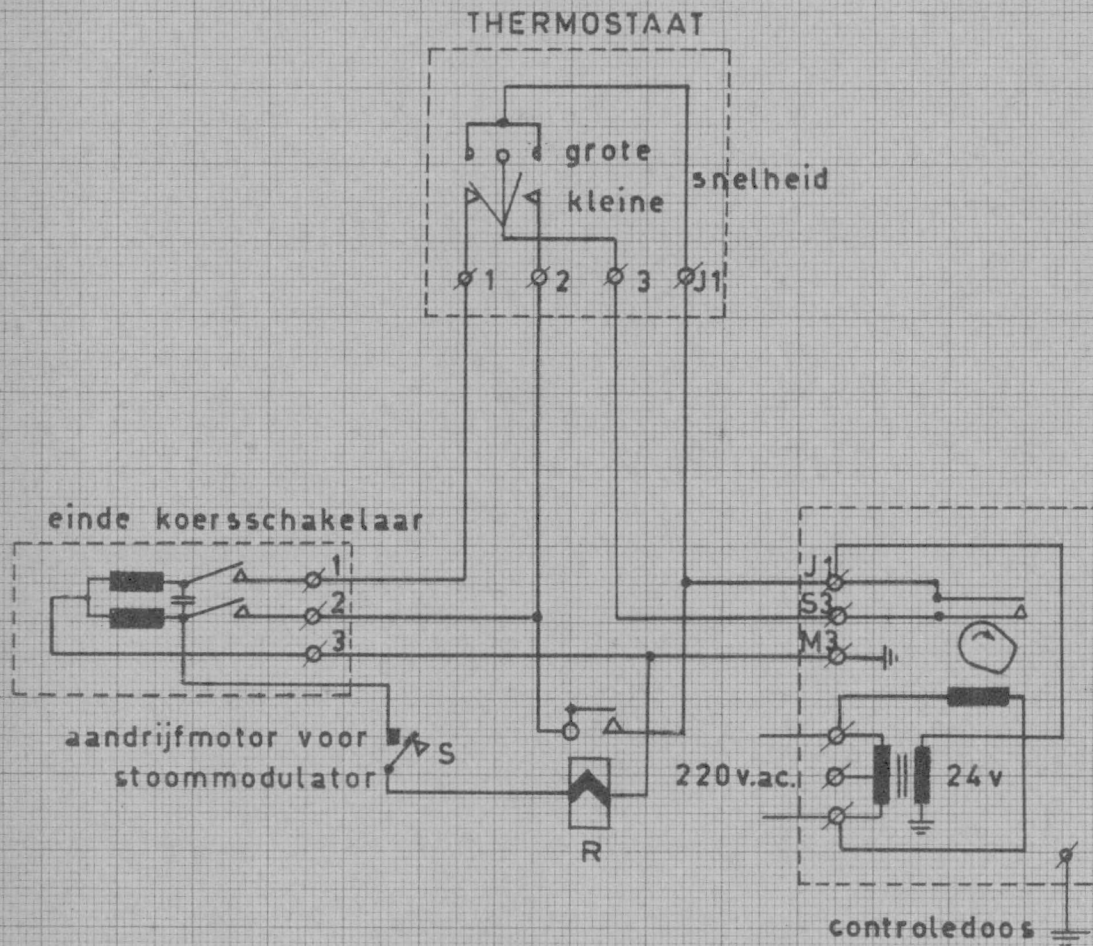 THERMOSTAAT
grote
snelheid
kleine
1 2 3 J1
einde koersschakelaar
1
2
3
J1
S3
M3
aandrijfmotor voor
stoommodulator
S
220v.ac.
24v
R
controledoos